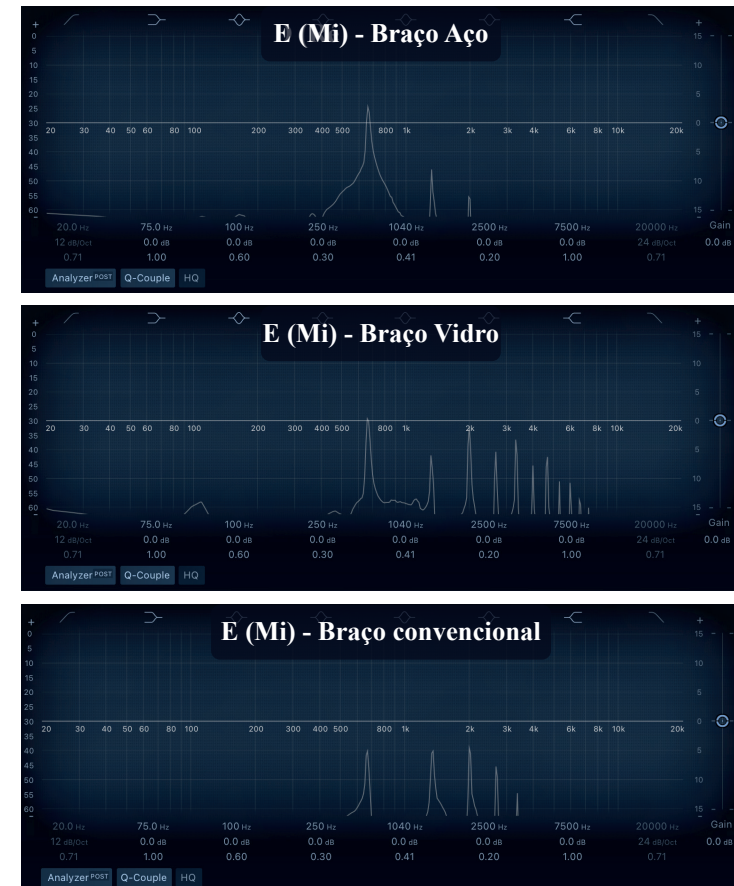 E (Mi) - Braço Aço
+ +
0 15
5
10
15
20 5
25
30 0
20 30 40 50 60 80 100 200 300 400 500 800 1k 2k 3k 4k 6k 8k 10k 20k
35
40
45 5
50
55 10
60 15
20.0 Hz 75.0 Hz 100 Hz 250 Hz 1040 Hz 2500 Hz 7500 Hz 20000 Hz Gain
12 dB/Oct 0.0 dB 0.0 dB 0.0 dB 0.0 dB 0.0 dB 0.0 dB 24 dB/Oct 0.0 dB
0.71 1.00 0.60 0.30 0.41 0.20 1.00 0.71
Analyzer POST Q-Couple HQ
E (Mi) - Braço Vidro
+ +
0 15
5
10 10
15
20 5
25
30 0
20 30 40 50 60 80 100 200 300 400 500 800 1k 2k 3k 4k 6k 8k 10k 20k
35
40
45 5
50
55 10
60 15
20.0 Hz 75.0 Hz 100 Hz 250 Hz 1040 Hz 2500 Hz 7500 Hz 20000 Hz Gain
12 dB/Oct 0.0 dB 0.0 dB 0.0 dB 0.0 dB 0.0 dB 0.0 dB 24 dB/Oct 0.0 dB
0.71 1.00 0.60 0.30 0.41 0.20 1.00 0.71
Analyzer POST Q-Couple HQ
E (Mi) - Braço convencional
+ +
0 15
5
10 10
15
20 5
25
30 0
20 30 40 50 60 80 100 200 300 400 500 800 1k 2k 3k 4k 6k 8k 10k 20k
35
40 5
45
50
55 10
60 15
20.0 Hz 75.0 Hz 100 Hz 250 Hz 1040 Hz 2500 Hz 7500 Hz 20000 Hz Gain
12 dB/Oct 0.0 dB 0.0 dB 0.0 dB 0.0 dB 0.0 dB 0.0 dB 24 dB/Oct 0.0 dB
0.71 1.00 0.60 0.30 0.41 0.20 1.00 0.71
Analyzer POST Q-Couple HQ